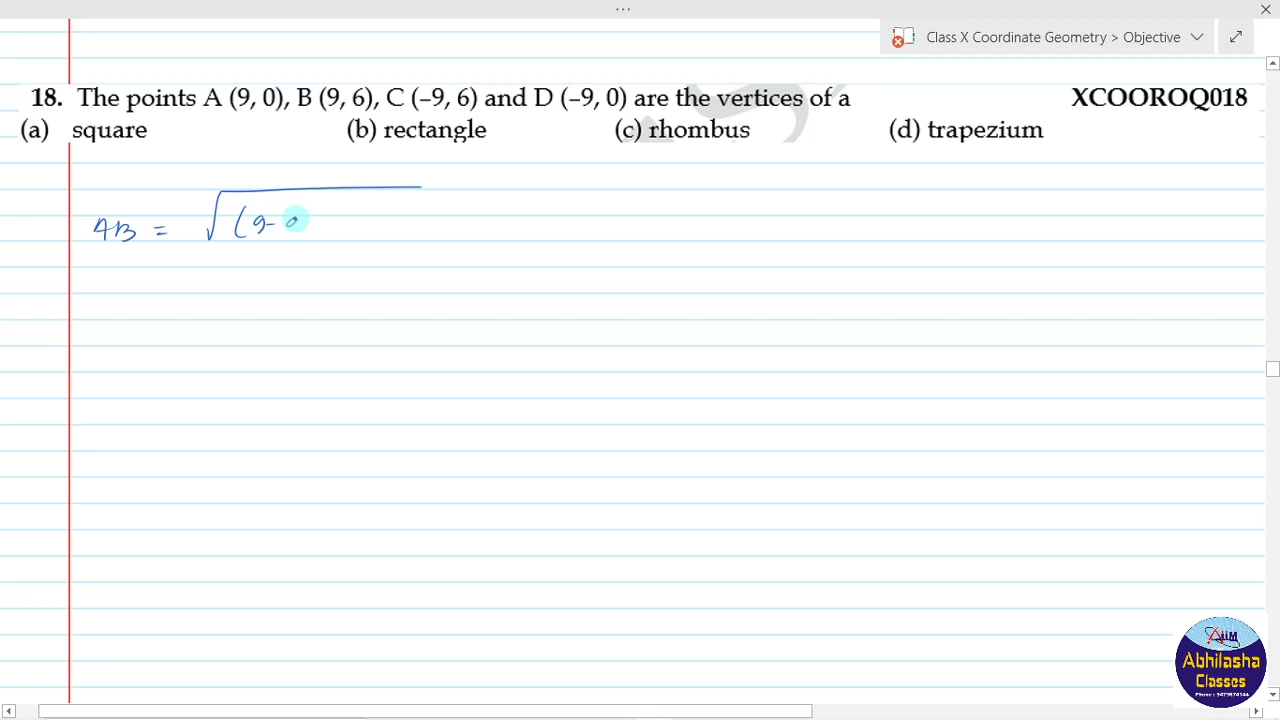 Class X Coordinate Geometry > Objective
18. The points A (9, 0), B (9, 6), C (–9, 6) and D (–9, 0) are the vertices of a XCOOROQ018
(a) square (b) rectangle (c) rhombus (d) trapezium
AB = √(9-
AIIM
Abhilasha
Classes